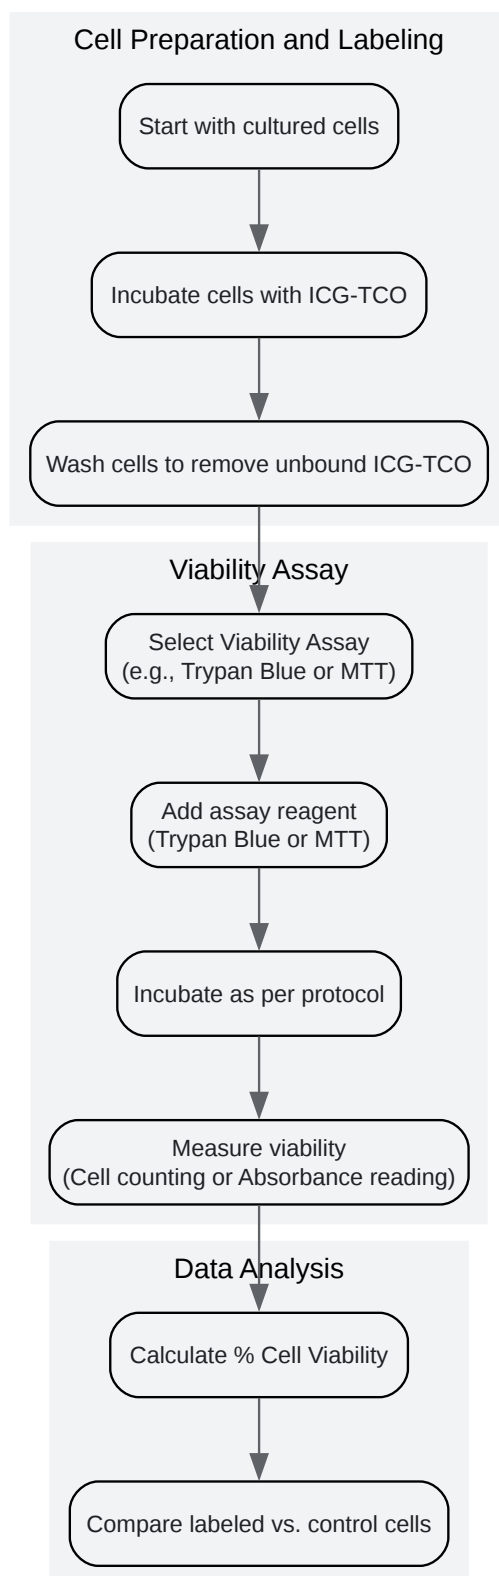 Cell Preparation and Labeling
Start with cultured cells
Incubate cells with ICG-TCO
Wash cells to remove unbound ICG-TCO
Viability Assay
Select Viability Assay
(e.g., Trypan Blue or MTT)
Add assay reagent
(Trypan Blue or MTT)
Incubate as per protocol
Measure viability
(Cell counting or Absorbance reading)
Data Analysis
Calculate % Cell Viability
Compare labeled vs. control cells